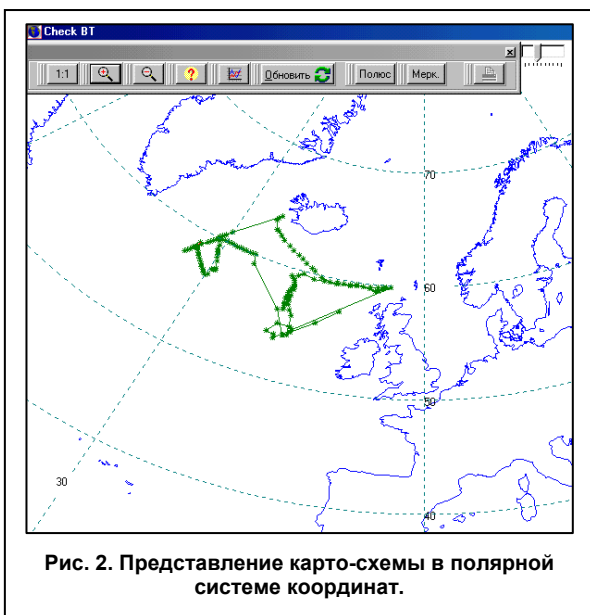 Check BT
1:1 ? Обновить Полюс Мерк.
70
60
50
30
40
Рис. 2. Представление карто-схемы в полярной
системе координат.